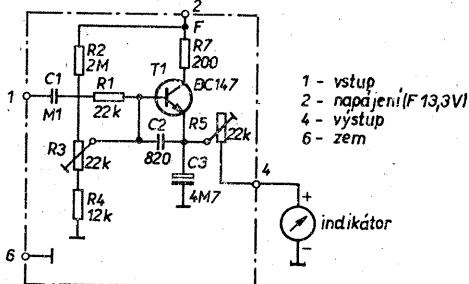 2
F
R2
2M
R7
200
T1
BC147
C1
M1
R1
22k
1
C2
820
R5
22k
R3
22k
C3
4M7
R4
12k
4
6
+
indikátor
−
1 - vstup
2 - napájení (F 13,3V)
4 - výstup
6 - zem